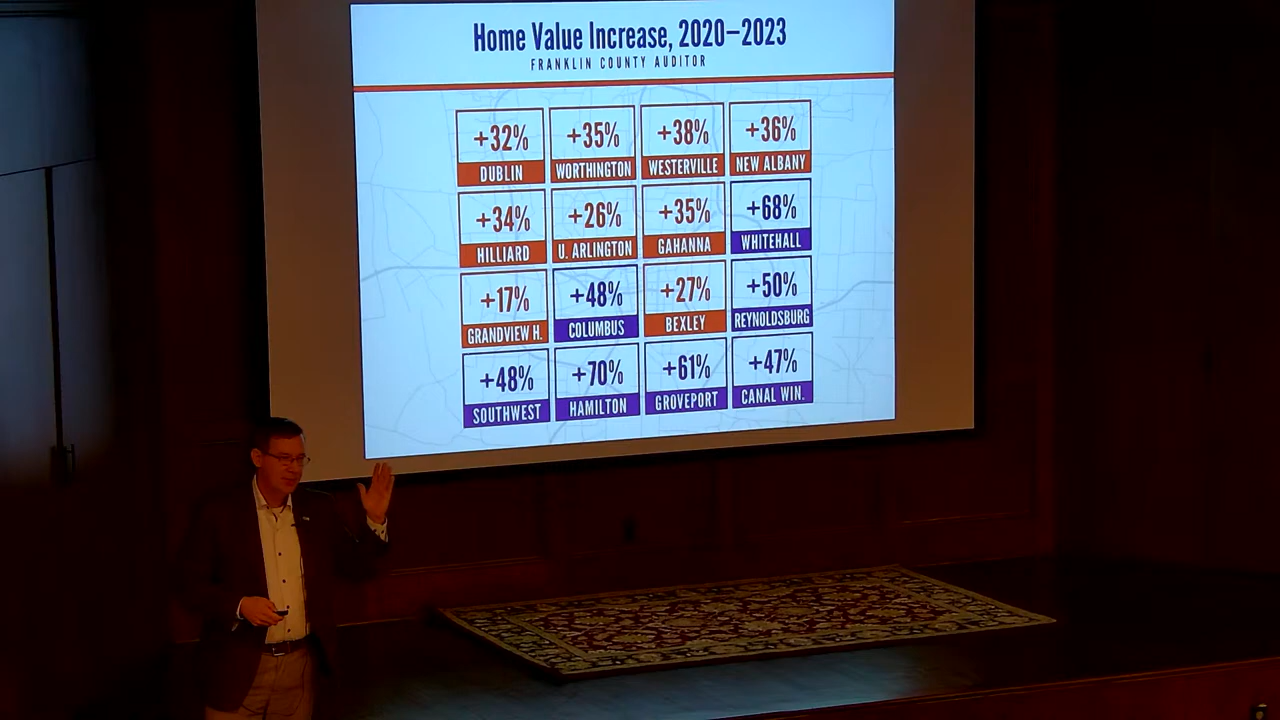 Home Value Increase, 2020–2023
FRANKLIN COUNTY AUDITOR
+32% +35% +38% +36%
DUBLIN WORTHINGTON WESTERVILLE NEW ALBANY
+34% +26% +35% +68%
HILLIARD U. ARLINGTON GAHANNA WHITEHALL
+17% +48% +27% +50%
GRANDVIEW H. COLUMBUS BEXLEY REYNOLDSBURG
+48% +70% +61% +47%
SOUTHWEST HAMILTON GROVEPORT CANAL WIN.